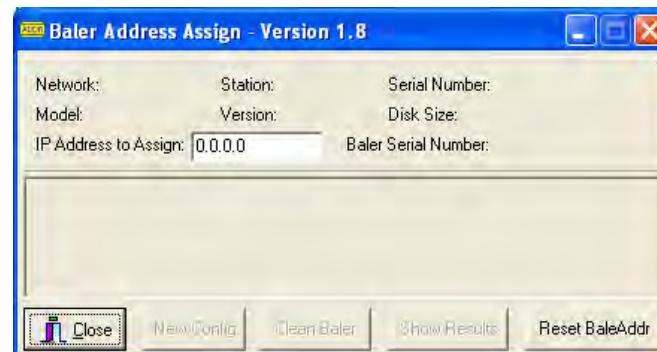 Baler Address Assign - Version 1.8
Network: Station: Serial Number:
Model: Version: Disk Size:
IP Address to Assign: 0.0.0.0 Baler Serial Number:
Close New Config Clean Baler Show Results Reset BaleAddr